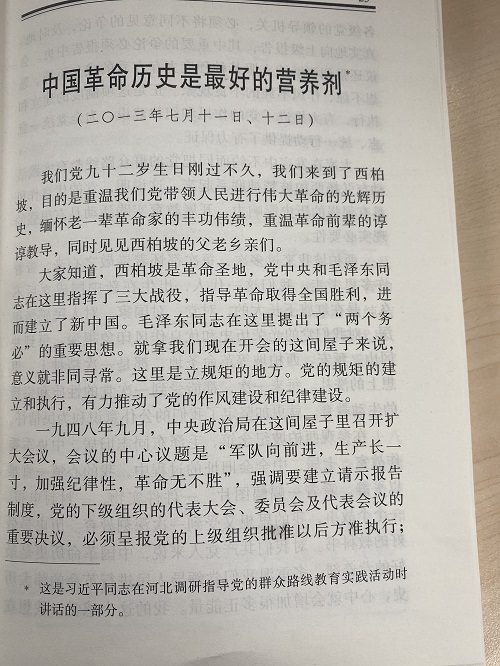 中国革命历史是最好的营养剂*
（二〇一三年七月十一日、十二日）
我们党九十二岁生日刚过不久，我们来到了西柏
坡，目的是重温我们党带领人民进行伟大革命的光辉历
史，缅怀老一辈革命家的丰功伟绩，重温革命前辈的谆
谆教导，同时见见西柏坡的父老乡亲们。
大家知道，西柏坡是革命圣地，党中央和毛泽东同
志在这里指挥了三大战役，指导革命取得全国胜利，进
而建立了新中国。毛泽东同志在这里提出了“两个务
必”的重要思想。就拿我们现在开会的这间屋子来说，
意义就非同寻常。这里是立规矩的地方。党的规矩的建
立和执行，有力推动了党的作风建设和纪律建设。
一九四八年九月，中央政治局在这间屋子里召开扩
大会议，会议的中心议题是“军队向前进，生产长一
寸，加强纪律性，革命无不胜”，强调要建立请示报告
制度，党的下级组织的代表大会、委员会及代表会议的
重要决议，必须呈报党的上级组织批准以后方准执行；
* 这是习近平同志在河北调研指导党的群众路线教育实践活动时
讲话的一部分。